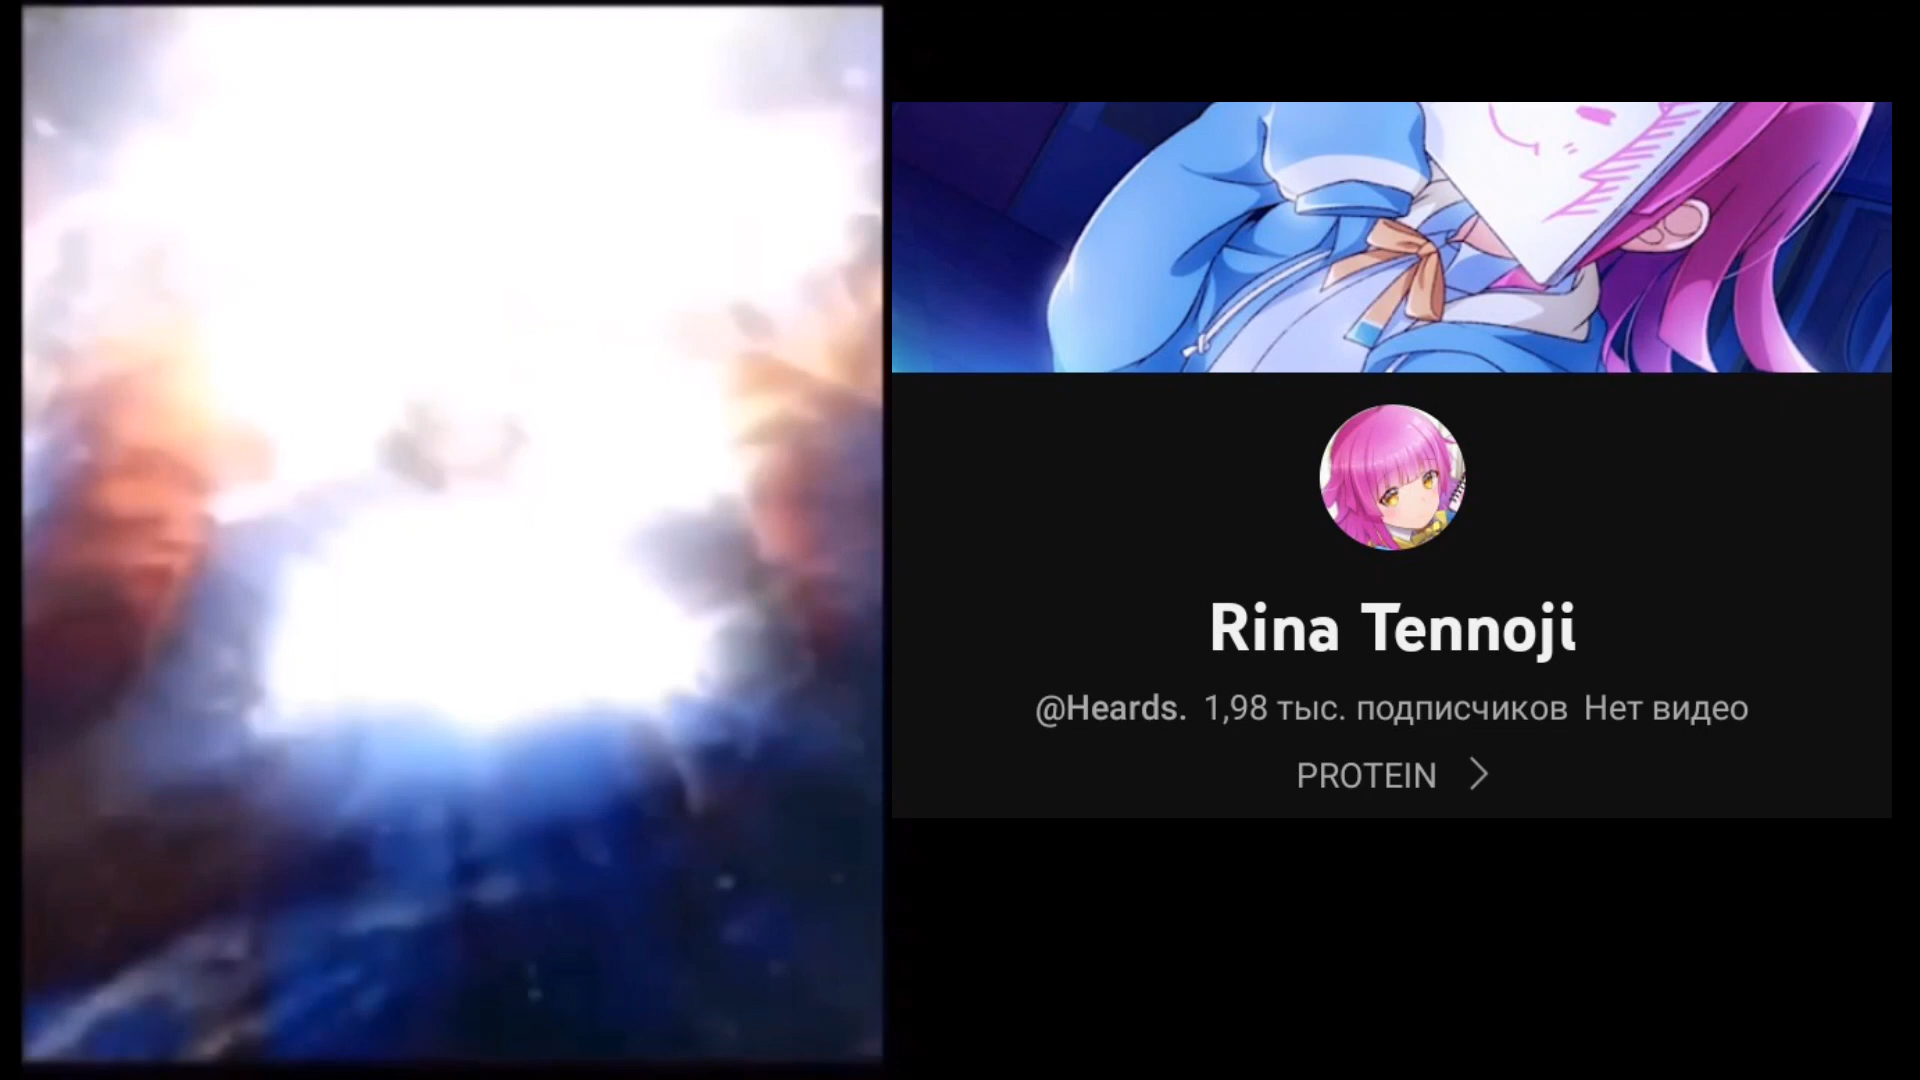 Rina Tennoji
@Heards. 1,98 тыс. подписчиков Нет видео
PROTEIN